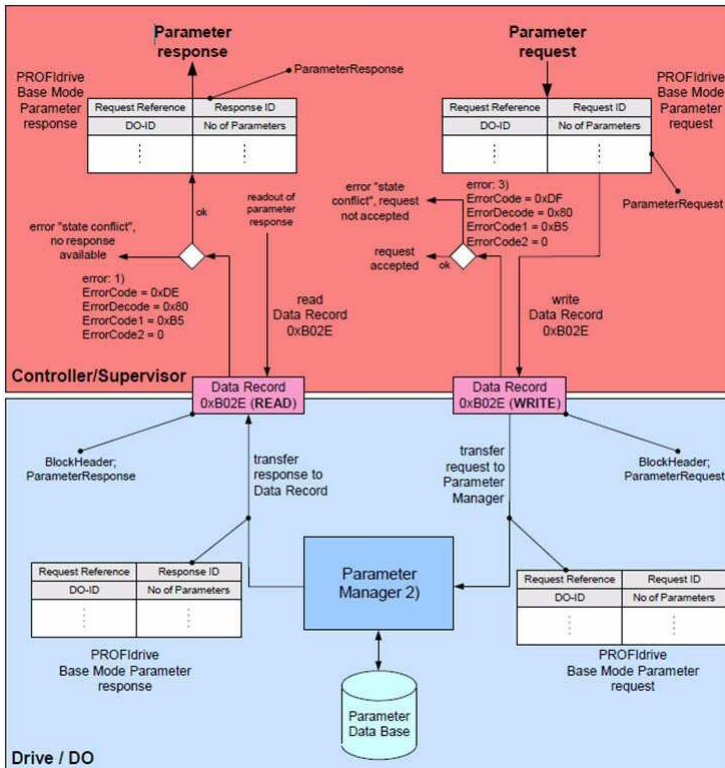 Parameter
response
Parameter
request
PROFIdrive
Base Mode
Parameter
response
Request Reference
Response ID
DO-ID
No of Parameters
ParameterResponse
Request Reference
Request ID
DO-ID
No of Parameters
PROFIdrive
Base Mode
Parameter
request
ParameterRequest
ok
readout of
parameter
response
error "state conflict",
no response
available
error: 1)
ErrorCode = 0xDE
ErrorDecode = 0x80
ErrorCode1 = 0xB5
ErrorCode2 = 0
read
Data Record
0xB02E
error "state
conflict", request
not accepted
error: 3)
ErrorCode = 0xDF
ErrorDecode = 0x80
ErrorCode1 = 0xB5
ErrorCode2 = 0
request
accepted
ok
write
Data Record
0xB02E
Controller/Supervisor
Data Record
0xB02E (READ)
Data Record
0xB02E (WRITE)
BlockHeader;
ParameterResponse
transfer
response to
Data Record
transfer
request to
Parameter
Manager
BlockHeader;
ParameterRequest
Request Reference
Response ID
DO-ID
No of Parameters
PROFIdrive
Base Mode Parameter
response
Parameter
Manager 2)
Request Reference
Request ID
DO-ID
No of Parameters
PROFIdrive
Base Mode Parameter
request
Parameter
Data Base
Drive / DO